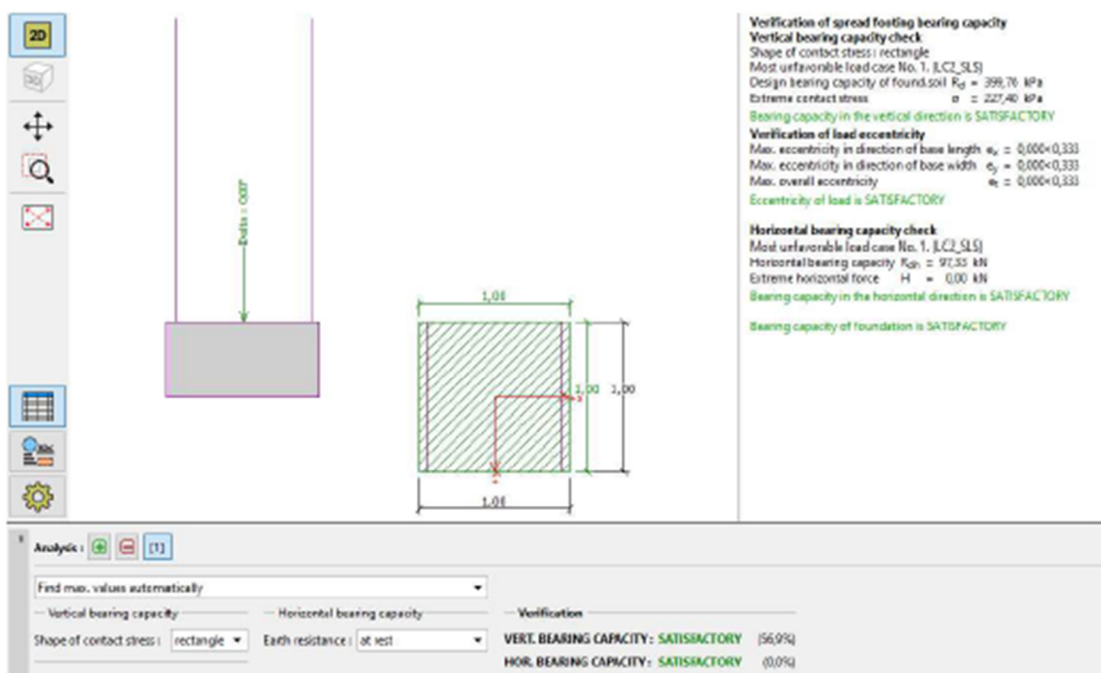 2D
3D
Delta : 0,00°
1,00
1,00
1,00
1,00
Verification of spread footing bearing capacity
Vertical bearing capacity check
Shape of contact stress : rectangle
Most unfavorable load case No. 1. (LC2_SLS)
Design bearing capacity of found.soil Rd = 399,76 kPa
Extreme contact stress σ = 227,40 kPa
Bearing capacity in the vertical direction is SATISFACTORY
Verification of load eccentricity
Max. eccentricity in direction of base length ex = 0,000<0,333
Max. eccentricity in direction of base width ey = 0,000<0,333
Max. overall eccentricity et = 0,000<0,333
Eccentricity of load is SATISFACTORY
Horizontal bearing capacity check
Most unfavorable load case No. 1. (LC2_SLS)
Horizontal bearing capacity Rdh = 97,33 kN
Extreme horizontal force H = 0,00 kN
Bearing capacity in the horizontal direction is SATISFACTORY
Bearing capacity of foundation is SATISFACTORY
Analysis : [1]
Find max. values automatically
Vertical bearing capacity Horizontal bearing capacity Verification
Shape of contact stress : rectangle Earth resistance : at rest VERT. BEARING CAPACITY : SATISFACTORY (56,9%)
HOR. BEARING CAPACITY : SATISFACTORY (0,0%)